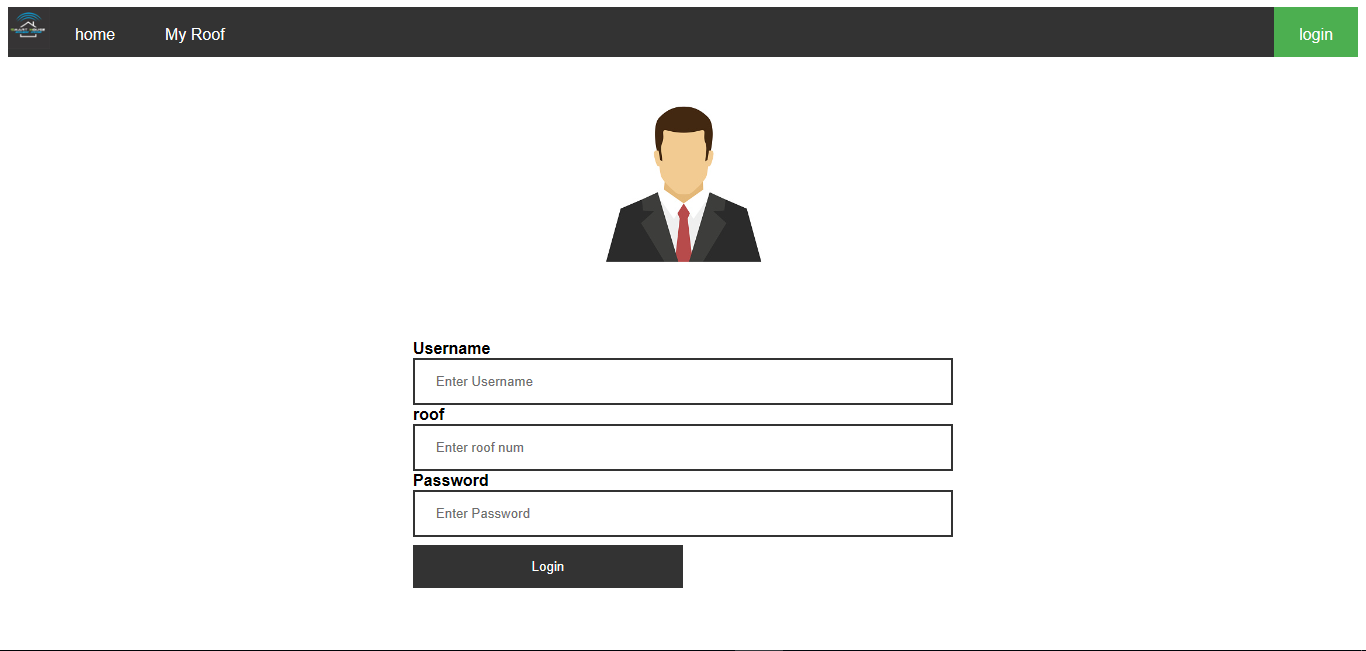 home
My Roof
login
Username
Enter Username
roof
Enter roof num
Password
Enter Password
Login